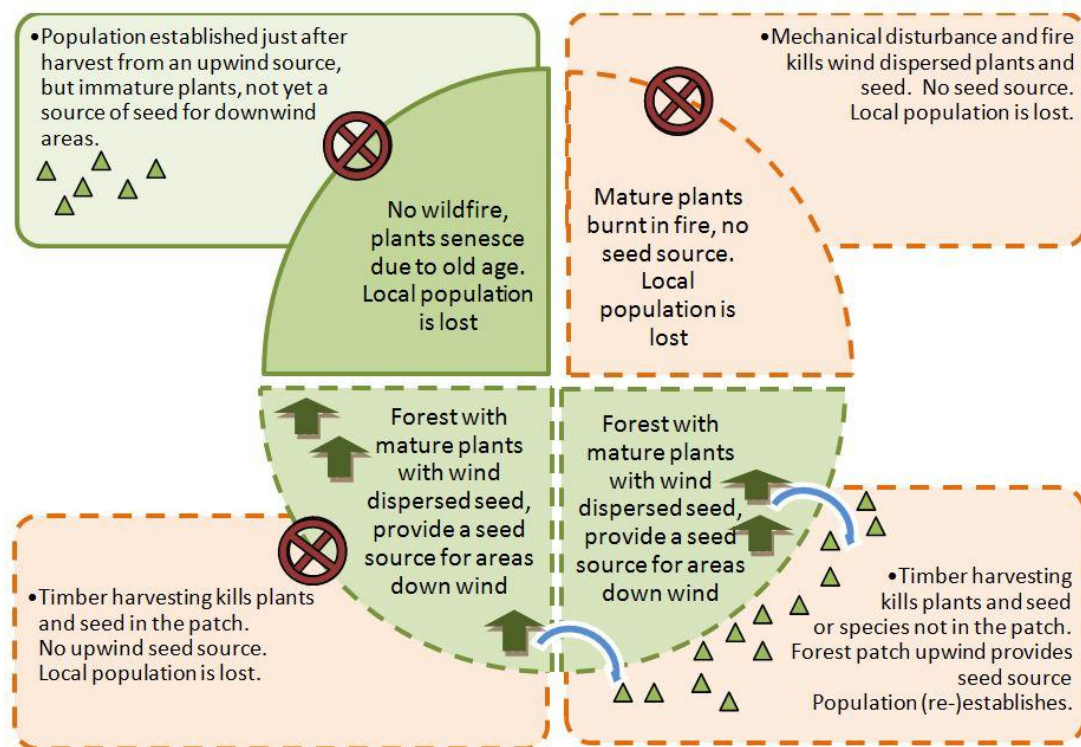 •Population established just after
harvest from an upwind source,
but immature plants, not yet a
source of seed for downwind
areas.
•Mechanical disturbance and fire
kills wind dispersed plants and
seed. No seed source.
Local population is lost.
No wildfire,
plants senesce
due to old age.
Local population
is lost
Mature plants
burnt in fire, no
seed source.
Local
population is
lost
Forest with
mature plants
with wind
dispersed seed,
provide a seed
source for areas
down wind
Forest with
mature plants
with wind
dispersed seed,
provide a seed
source for areas
down wind
•Timber harvesting kills plants
and seed in the patch.
No upwind seed source.
Local population is lost.
•Timber harvesting
kills plants and seed
or species not in the patch.
Forest patch upwind provides
seed source
Population (re-)establishes.